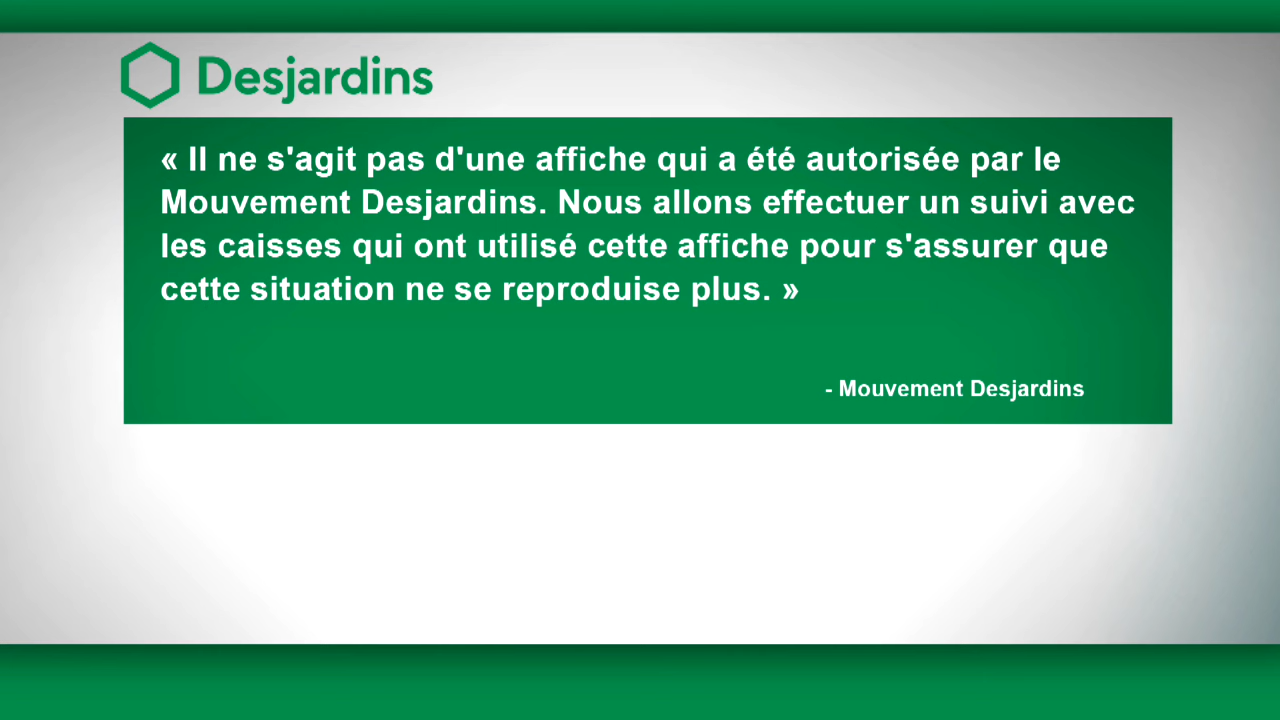 Desjardins
« Il ne s'agit pas d'une affiche qui a été autorisée par le
Mouvement Desjardins. Nous allons effectuer un suivi avec
les caisses qui ont utilisé cette affiche pour s'assurer que
cette situation ne se reproduise plus. »
- Mouvement Desjardins